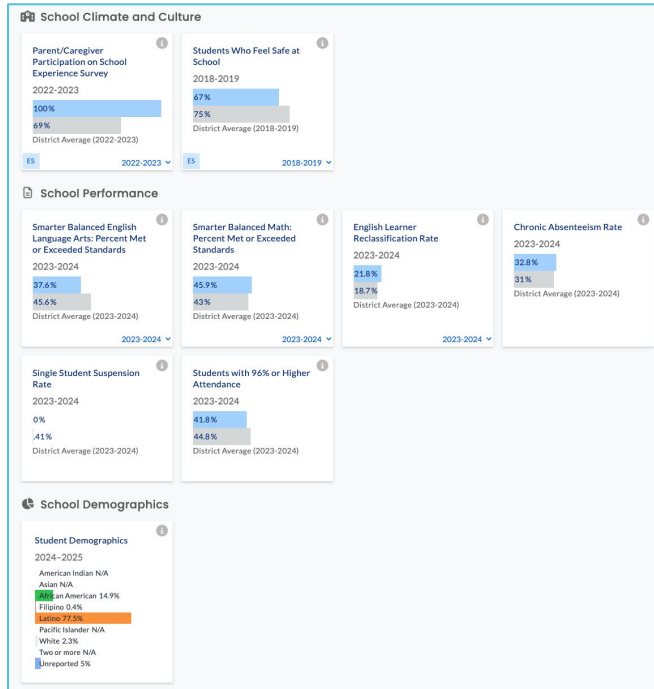 School Climate and Culture
Parent/Caregiver
Participation on School
Experience Survey
2022-2023
100%
69%
District Average (2022-2023)
ES
2022-2023
Students Who Feel Safe at
School
2018-2019
67%
75%
District Average (2018-2019)
ES
2018-2019
School Performance
Smarter Balanced English
Language Arts: Percent Met
or Exceeded Standards
2023-2024
37.6%
45.6%
District Average (2023-2024)
2023-2024
Smarter Balanced Math:
Percent Met or Exceeded
Standards
2023-2024
45.9%
43%
District Average (2023-2024)
2023-2024
English Learner
Reclassification Rate
2023-2024
21.8%
18.7%
District Average (2023-2024)
2023-2024
Chronic Absenteeism Rate
2023-2024
32.8%
31%
District Average (2023-2024)
Single Student Suspension
Rate
2023-2024
0%
.41%
District Average (2023-2024)
Students with 96% or Higher
Attendance
2023-2024
41.8%
44.8%
District Average (2023-2024)
School Demographics
Student Demographics
2024–2025
American Indian N/A
Asian N/A
African American 14.9%
Filipino 0.4%
Latino 77.5%
Pacific Islander N/A
White 2.3%
Two or more N/A
Unreported 5%